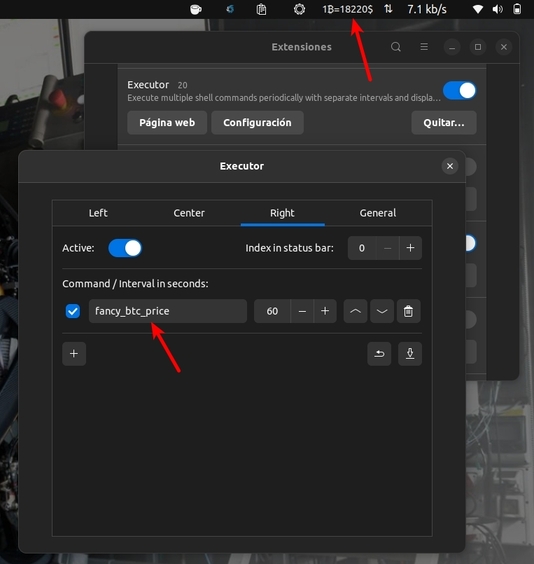 1₿=18220$ 7.1 kb/s
Extensiones
Executor 20
Execute multiple shell commands periodically with separate intervals and displa...
Página web Configuración Quitar...
Executor
Left Center Right General
Active: Index in status bar: 0
Command / Interval in seconds:
fancy_btc_price 60